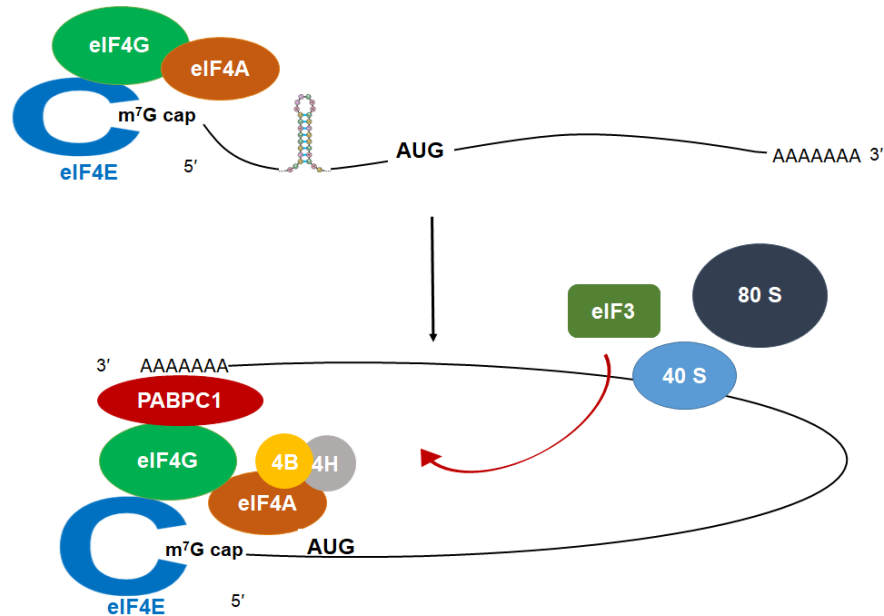 eIF4G
eIF4A
m⁷G cap
eIF4E
5′
AUG
AAAAAAA 3′
80 S
eIF3
40 S
3′ AAAAAAA
PABPC1
eIF4G
4B
4H
eIF4A
m⁷G cap
AUG
eIF4E
5′